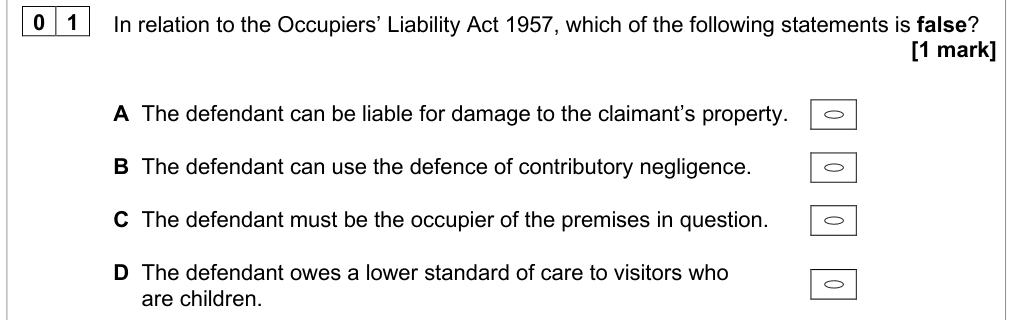 0 1 In relation to the Occupiers’ Liability Act 1957, which of the following statements is false?
[1 mark]
A The defendant can be liable for damage to the claimant’s property.
B The defendant can use the defence of contributory negligence.
C The defendant must be the occupier of the premises in question.
D The defendant owes a lower standard of care to visitors who
are children.